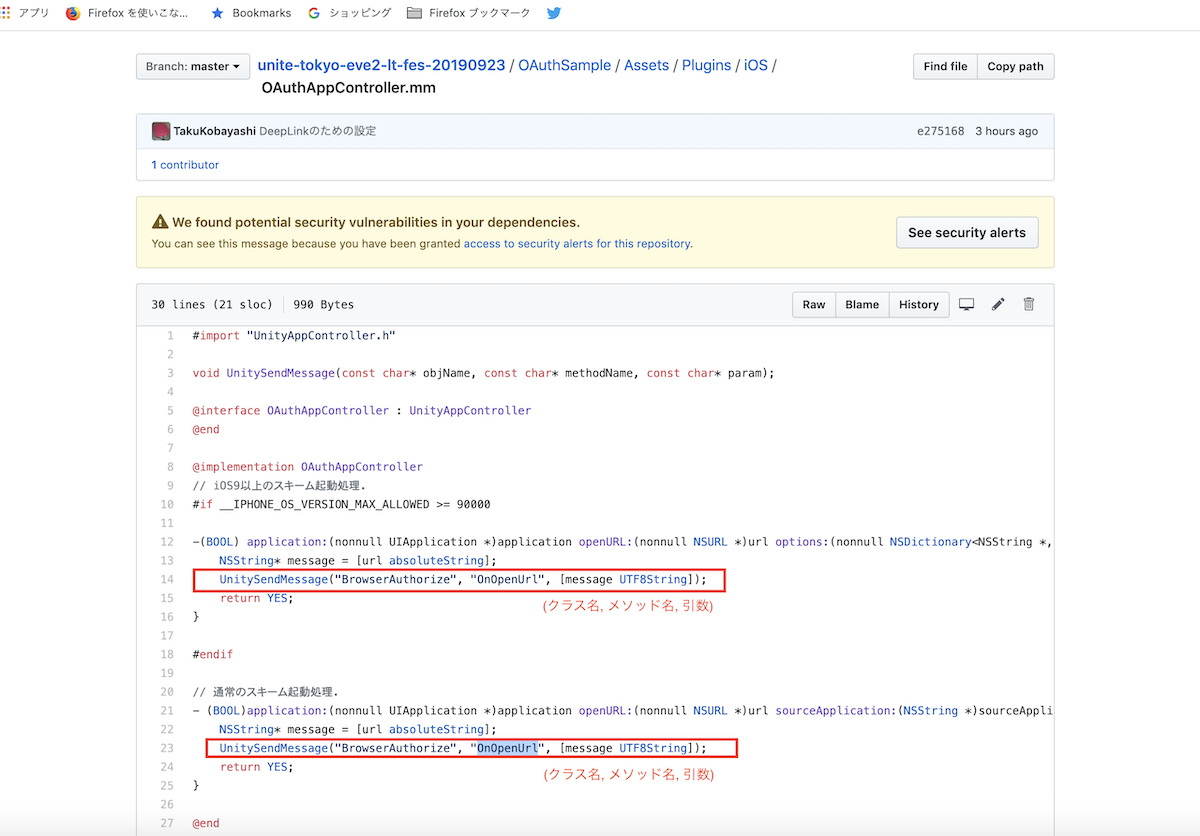 アプリ Firefox を使いこな... Bookmarks ショッピング Firefox ブックマーク
Branch: master unite-tokyo-eve2-lt-fes-20190923 / OAuthSample / Assets / Plugins / iOS / Find file Copy path
OAuthAppController.mm
TakuKobayashi DeepLinkのための設定 e275168 3 hours ago
1 contributor
We found potential security vulnerabilities in your dependencies.
You can see this message because you have been granted access to security alerts for this repository.
See security alerts
30 lines (21 sloc) 990 Bytes Raw Blame History
1 #import "UnityAppController.h"
2
3 void UnitySendMessage(const char* objName, const char* methodName, const char* param);
4
5 @interface OAuthAppController : UnityAppController
6 @end
7
8 @implementation OAuthAppController
9 // iOS9以上のスキーム起動処理.
10 #if __IPHONE_OS_VERSION_MAX_ALLOWED >= 90000
11
12 -(BOOL) application:(nonnull UIApplication *)application openURL:(nonnull NSURL *)url options:(nonnull NSDictionary<NSString *,
13 NSString* message = [url absoluteString];
14 UnitySendMessage("BrowserAuthorize", "OnOpenUrl", [message UTF8String]);
15 return YES;
(クラス名, メソッド名, 引数)
16 }
17
18 #endif
19
20 // 通常のスキーム起動処理.
21 - (BOOL)application:(nonnull UIApplication *)application openURL:(nonnull NSURL *)url sourceApplication:(NSString *)sourceAppli
22 NSString* message = [url absoluteString];
23 UnitySendMessage("BrowserAuthorize", "OnOpenUrl", [message UTF8String]);
24 return YES;
(クラス名, メソッド名, 引数)
25 }
26
27 @end